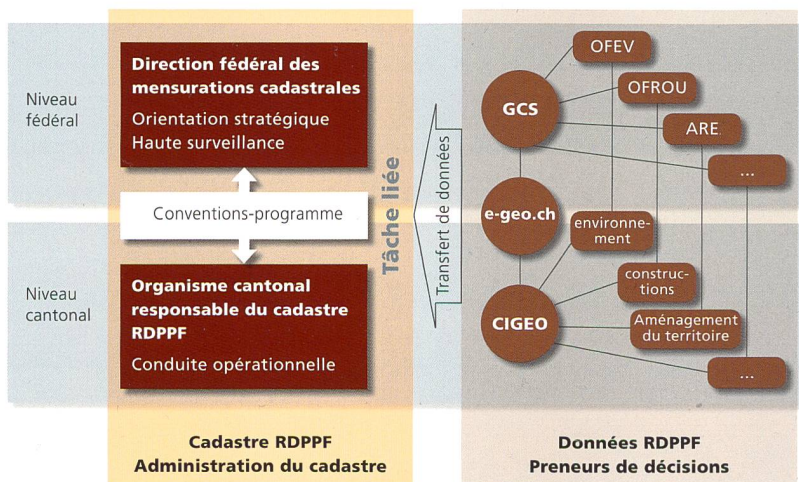 Niveau
fédéral
Direction fédéral des
mensurations cadastrales
Orientation stratégique
Haute surveillance
Conventions-programme
Niveau
cantonal
Organisme cantonal
responsable du cadastre
RDPPF
Conduite opérationnelle
Tâche liée
Transfert de données
GCS
OFEV
OFROU
ARE
...
e-geo.ch
CIGEO
environne-
ment
construc-
tions
Aménagement
du territoire
...
Cadastre RDPPF
Administration du cadastre
Données RDPPF
Preneurs de décisions